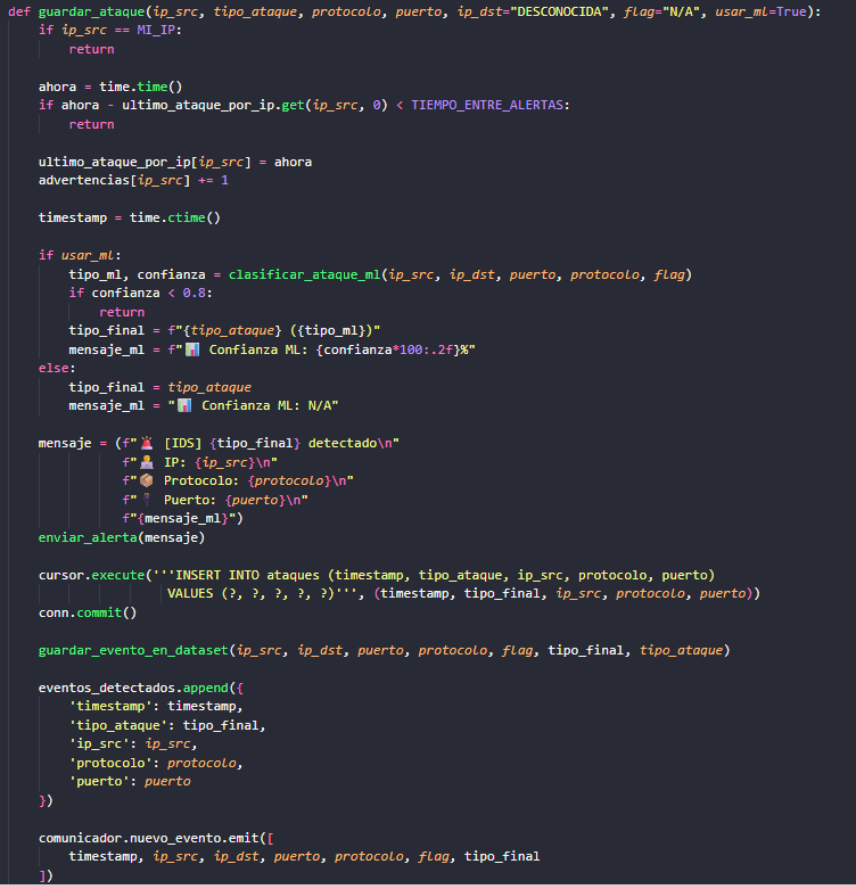 def guardar_ataque(ip_src, tipo_ataque, protocolo, puerto, ip_dst="DESCONOCIDA", flag="N/A", usar_ml=True):
    if ip_src == MI_IP:
        return

    ahora = time.time()
    if ahora - ultimo_ataque_por_ip.get(ip_src, 0) < TIEMPO_ENTRE_ALERTAS:
        return

    ultimo_ataque_por_ip[ip_src] = ahora
    advertencias[ip_src] += 1

    timestamp = time.ctime()

    if usar_ml:
        tipo_ml, confianza = clasificar_ataque_ml(ip_src, ip_dst, puerto, protocolo, flag)
        if confianza < 0.8:
            return
        tipo_final = f"{tipo_ataque} ({tipo_ml})"
        mensaje_ml = f"📊 Confianza ML: {confianza*100:.2f}%"
    else:
        tipo_final = tipo_ataque
        mensaje_ml = "📊 Confianza ML: N/A"

    mensaje = (f"🚨 [IDS] {tipo_final} detectado\n"
               f"🧑‍💻 IP: {ip_src}\n"
               f"📦 Protocolo: {protocolo}\n"
               f" Puerto: {puerto}\n"
               f"{mensaje_ml}")
    enviar_alerta(mensaje)

    cursor.execute('''INSERT INTO ataques (timestamp, tipo_ataque, ip_src, protocolo, puerto)
                      VALUES (?, ?, ?, ?, ?)''', (timestamp, tipo_final, ip_src, protocolo, puerto))
    conn.commit()

    guardar_evento_en_dataset(ip_src, ip_dst, puerto, protocolo, flag, tipo_final, tipo_ataque)

    eventos_detectados.append({
        'timestamp': timestamp,
        'tipo_ataque': tipo_final,
        'ip_src': ip_src,
        'protocolo': protocolo,
        'puerto': puerto
    })

    comunicador.nuevo_evento.emit([
        timestamp, ip_src, ip_dst, puerto, protocolo, flag, tipo_final
    ])